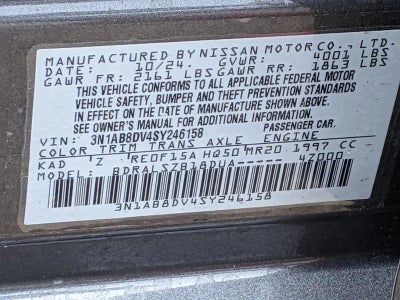 MANUFACTURED BY NISSAN MOTOR CO., LTD.
DATE: 10/24 GVWR: 4001 LBS
GAWR FR: 2161 LBS GAWR RR: 1863 LBS
THIS VEHICLE CONFORMS TO ALL APPLICABLE FEDERAL MOTOR
VEHICLE SAFETY, BUMPER AND THEFT PREVENTION STANDARDS
IN EFFECT ON THE DATE OF MANUFACTURE SHOWN ABOVE.
SEE OWNER'S MANUAL FOR ADDITIONAL INFORMATION
VIN: 3N1AB8DV4SY246158 PASSENGER CAR
COLOR TRIM TRANS AXLE ENGINE
KAD Z RE0F15A HQ50 MR20 1997 CC
MODEL: BDRALSZB18DUA 47000
3N1AB8DV4SY246158